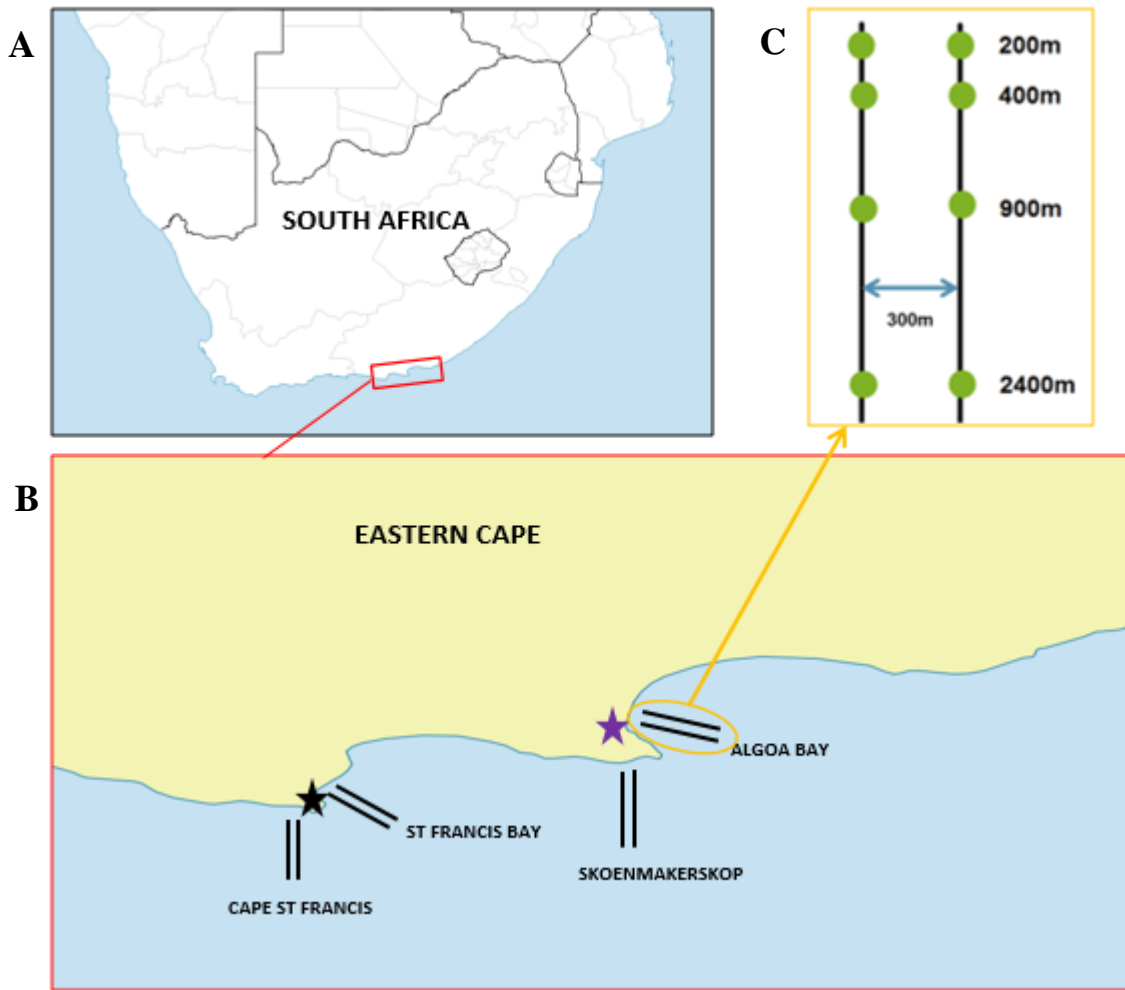 A
SOUTH AFRICA
C
200m
400m
900m
300m
2400m
B
EASTERN CAPE
ALGOA BAY
ST FRANCIS BAY
SKOENMAKERSKOP
CAPE ST FRANCIS